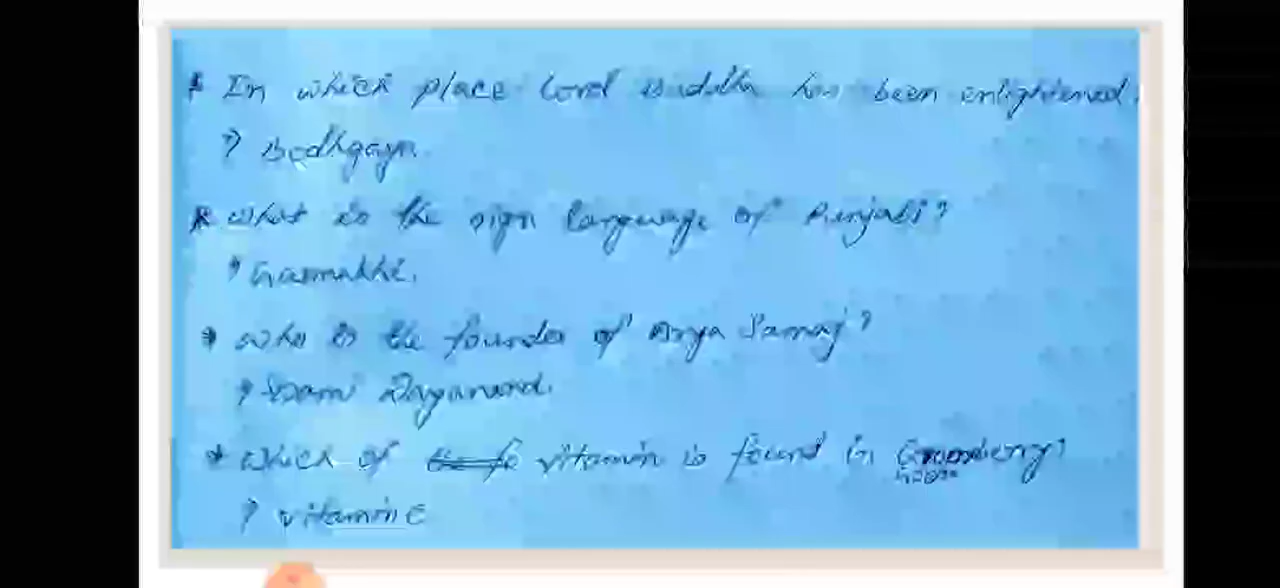 * In which place Lord Buddha has been enlightened.
? Bodhgaya.
* What is the sign language of Punjabi?
? Gurmukhi.
* Who is the founder of Arya Samaj?
? Swami Dayanand.
* Which of vitamin is found in
? vitamin C